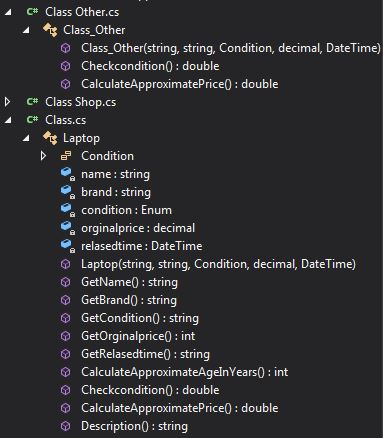 C# Class Other.cs
Class_Other
Class_Other(string, string, Condition, decimal, DateTime)
Checkcondition() : double
CalculateApproximatePrice() : double
C# Class Shop.cs
C# Class.cs
Laptop
Condition
name : string
brand : string
condition : Enum
orginalprice : decimal
relasedtime : DateTime
Laptop(string, string, Condition, decimal, DateTime)
GetName() : string
GetBrand() : string
GetCondition() : string
GetOrginalprice() : int
GetRelasedtime() : string
CalculateApproximateAgeInYears() : int
Checkcondition() : double
CalculateApproximatePrice() : double
Description() : string